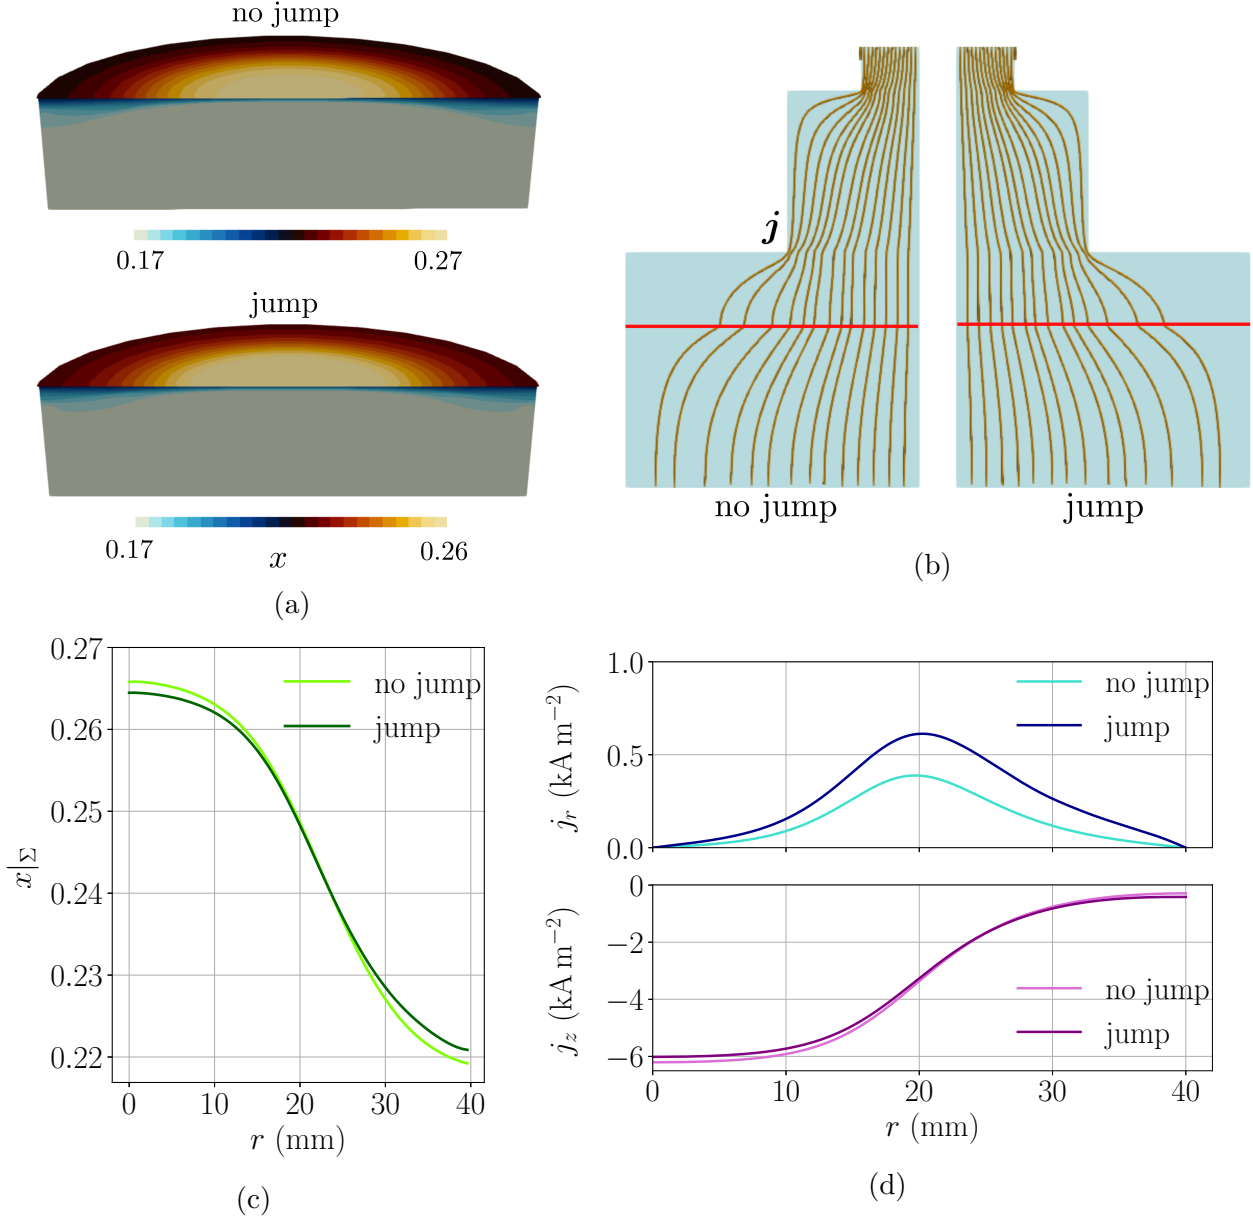 no jump
0.17 0.27
jump
0.17 0.26
x
(a)
j
no jump jump
(b)
0.27
0.26
0.25
0.24
0.23
0.22
x|Σ
no jump
jump
0 10 20 30 40
r (mm)
(c)
1.0
0.5
0.0
j_r (kA m⁻²)
no jump
jump
0
−2
−4
−6
j_z (kA m⁻²)
no jump
jump
0 10 20 30 40
r (mm)
(d)